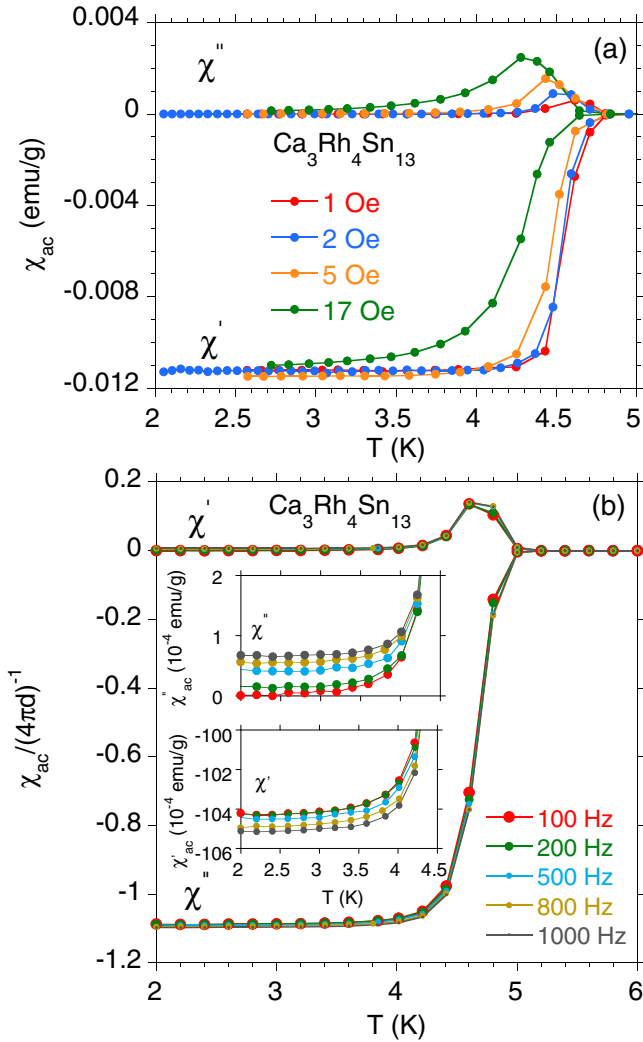 0.004
0
-0.004
-0.008
-0.012
χ_ac (emu/g)
(a)
χ''
Ca₃Rh₄Sn₁₃
1 Oe
2 Oe
5 Oe
17 Oe
χ'
2 2.5 3 3.5 4 4.5 5
T (K)
0.2
0
-0.2
-0.4
-0.6
-0.8
-1
-1.2
χ_ac/(4πd)⁻¹
χ' Ca₃Rh₄Sn₁₃ (b)
2
1
0
χ''_ac (10⁻⁴ emu/g)
χ''
-100
-102
-104
-106
χ'_ac (10⁻⁴ emu/g)
χ'
2 2.5 3 3.5 4 4.5
T (K)
100 Hz
200 Hz
500 Hz
800 Hz
1000 Hz
χ''
2 3 4 5 6
T (K)